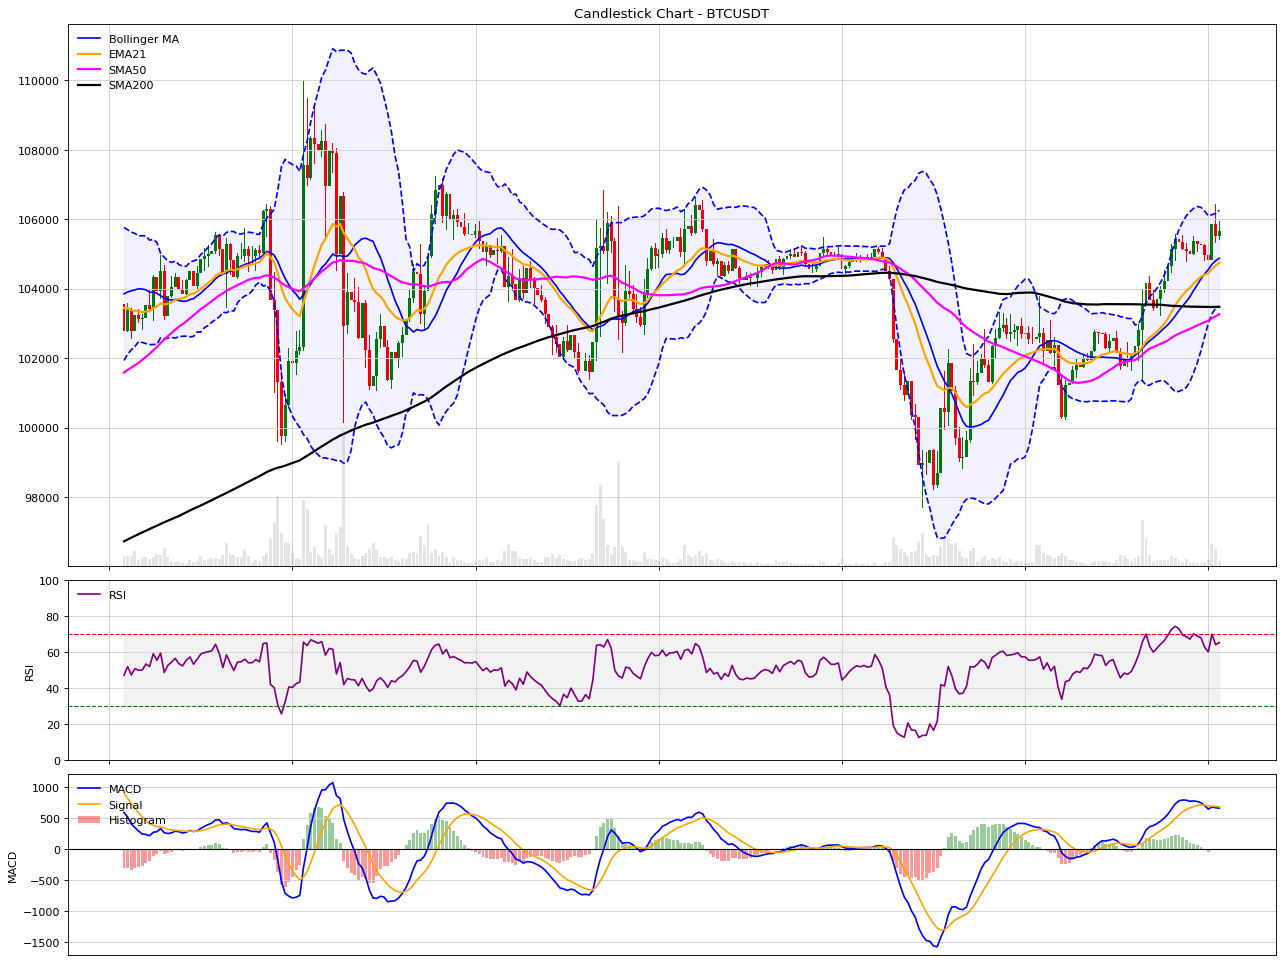 Candlestick Chart - BTCUSDT
Bollinger MA
EMA21
SMA50
SMA200
110000
108000
106000
104000
102000
100000
98000
RSI
100
80
60
40
20
0
RSI
MACD
Signal
Histogram
1000
500
0
−500
−1000
−1500
MACD